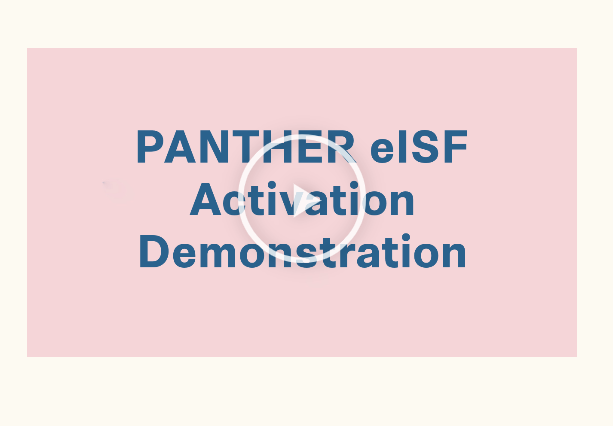 PANTHER eISF
Activation
Demonstration